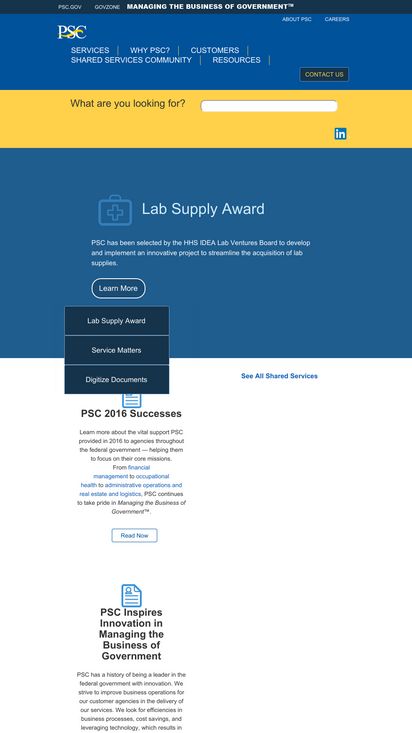 PSC.GOV GOVZONE MANAGING THE BUSINESS OF GOVERNMENT™
ABOUT PSC CAREERS
PSC
SERVICES WHY PSC? CUSTOMERS
SHARED SERVICES COMMUNITY RESOURCES
CONTACT US
What are you looking for?
in
Lab Supply Award
PSC has been selected by the HHS IDEA Lab Ventures Board to develop
and implement an innovative project to streamline the acquisition of lab
supplies.
Learn More
Lab Supply Award
Service Matters
Digitize Documents
See All Shared Services
PSC 2016 Successes
Learn more about the vital support PSC
provided in 2016 to agencies throughout
the federal government — helping them
to focus on their core missions.
From financial
management to occupational
health to administrative operations and
real estate and logistics, PSC continues
to take pride in Managing the Business of
Government™.
Read Now
PSC Inspires
Innovation in
Managing the
Business of
Government
PSC has a history of being a leader in the
federal government with innovation. We
strive to improve business operations for
our customer agencies in the delivery of
our services. We look for efficiencies in
business processes, cost savings, and
leveraging technology, which results in